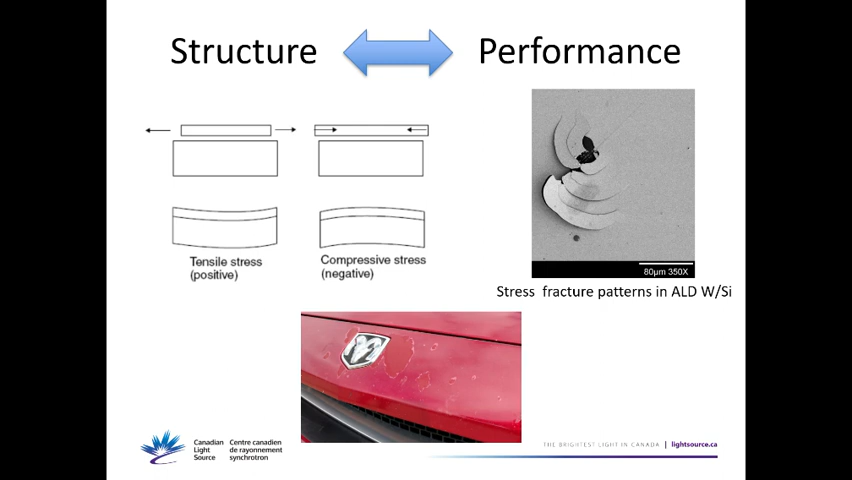 Structure Performance
Tensile stress
(positive)
Compressive stress
(negative)
80µm 350X
Stress fracture patterns in ALD W/Si
Canadian
Light
Source
Centre canadien
de rayonnement
synchrotron
THE BRIGHTEST LIGHT IN CANADA | lightsource.ca